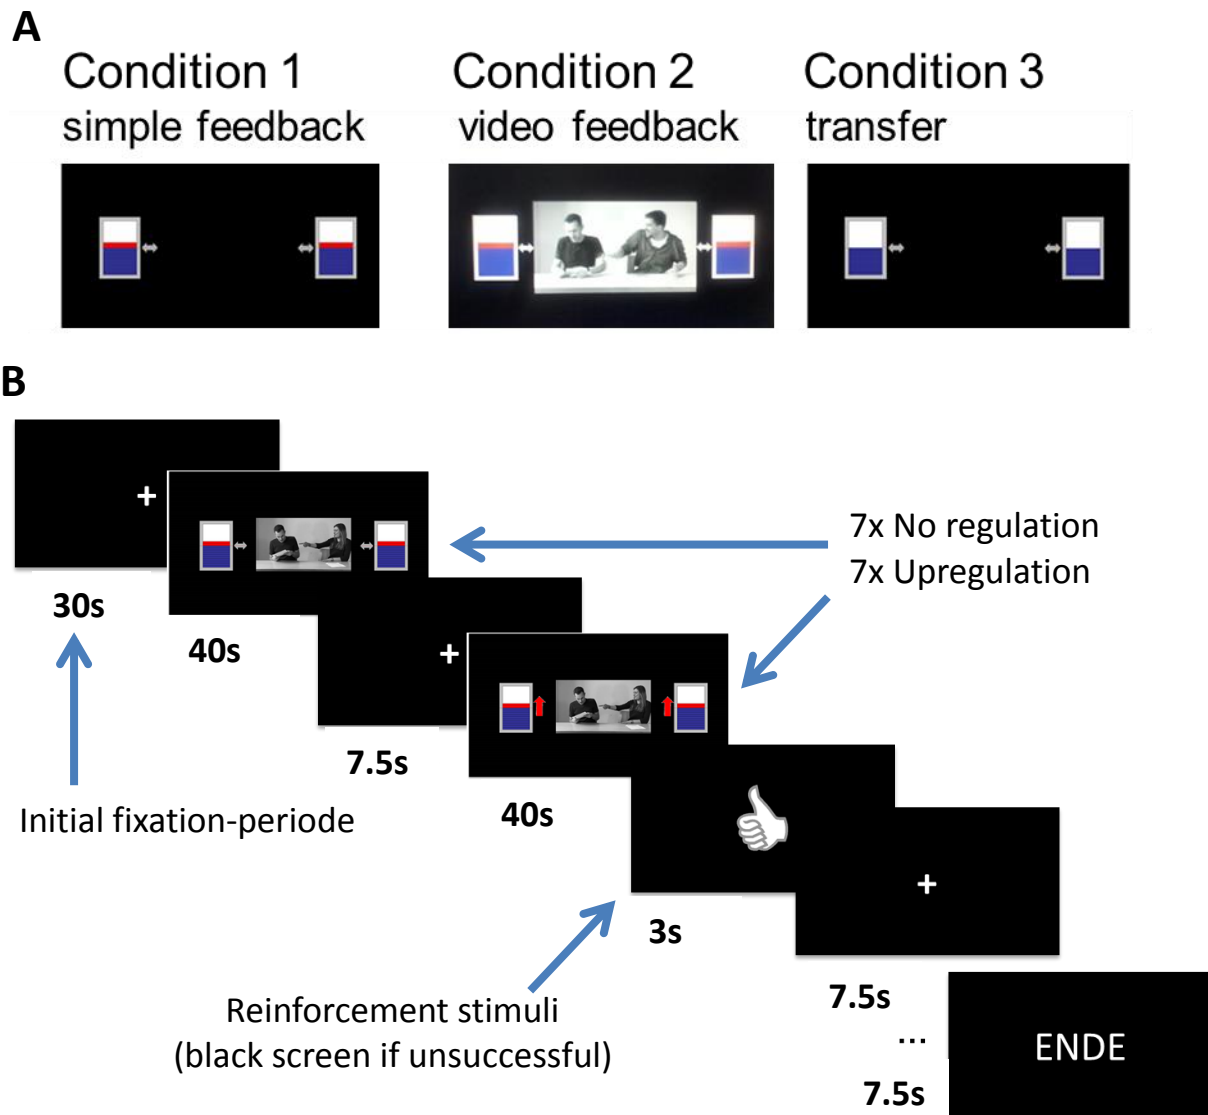 A
Condition 1
simple feedback
Condition 2
video feedback
Condition 3
transfer
B
30s
40s
7.5s
40s
3s
7.5s
...
7.5s
7x No regulation
7x Upregulation
Initial fixation-periode
Reinforcement stimuli
(black screen if unsuccessful)
ENDE